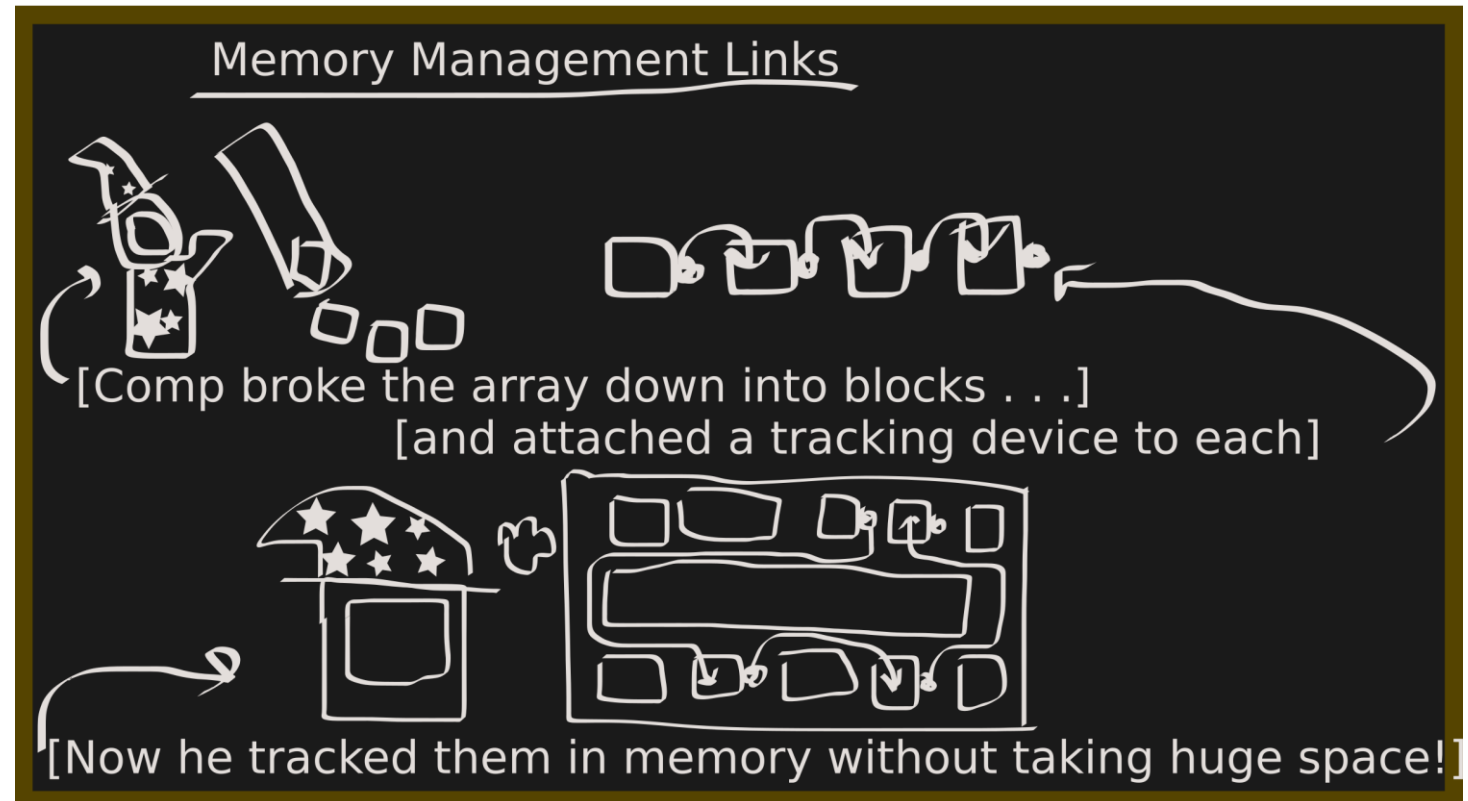 Memory Management Links
[Comp broke the array down into blocks . . .]
[and attached a tracking device to each]
[Now he tracked them in memory without taking huge space!]